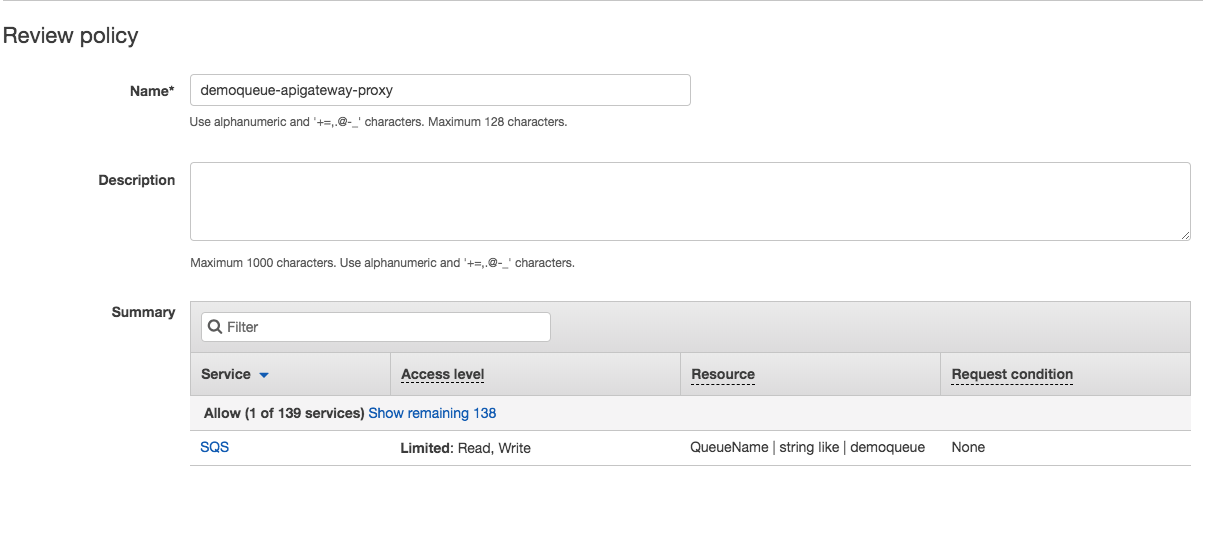 Review policy
Name* demoqueue-apigateway-proxy
Use alphanumeric and '+=,.@-_' characters. Maximum 128 characters.
Description
Maximum 1000 characters. Use alphanumeric and '+=,.@-_' characters.
Summary
Filter
Service Access level Resource Request condition
Allow (1 of 139 services) Show remaining 138
SQS Limited: Read, Write QueueName | string like | demoqueue None